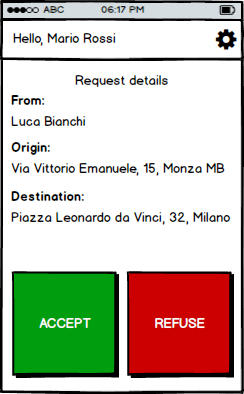 ABC 06:17 PM
Hello, Mario Rossi
Request details
From:
Luca Bianchi
Origin:
Via Vittorio Emanuele, 15, Monza MB
Destination:
Piazza Leonardo da Vinci, 32, Milano
ACCEPT REFUSE